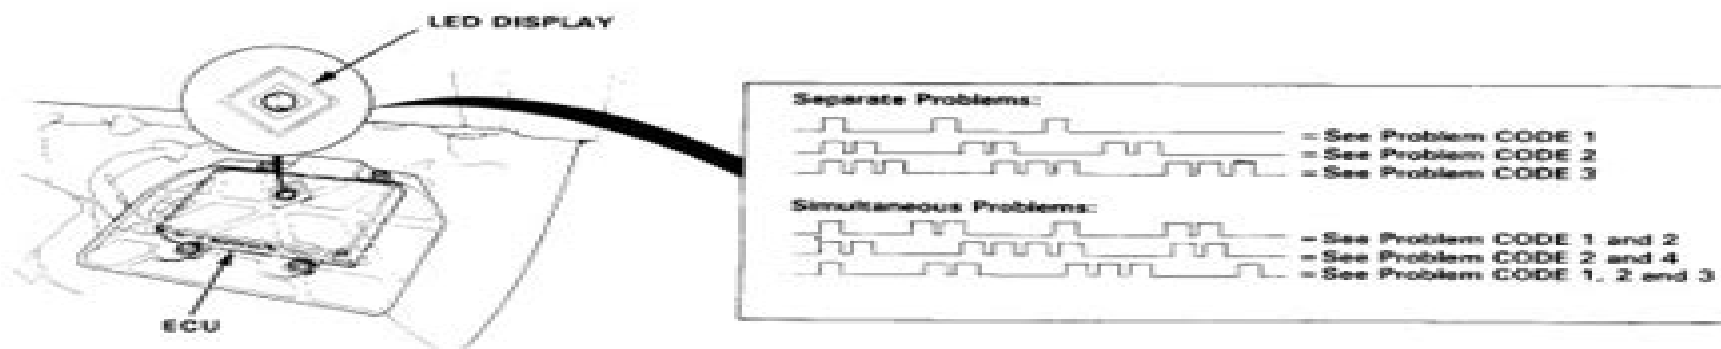 LED DISPLAY
Separate Problems:
=See Problem CODE 1
=See Problem CODE 2
=See Problem CODE 3
Simultaneous Problems:
=See Problem CODE 1 and 2
=See Problem CODE 2 and 4
=See Problem CODE 1, 2 and 3
ECU